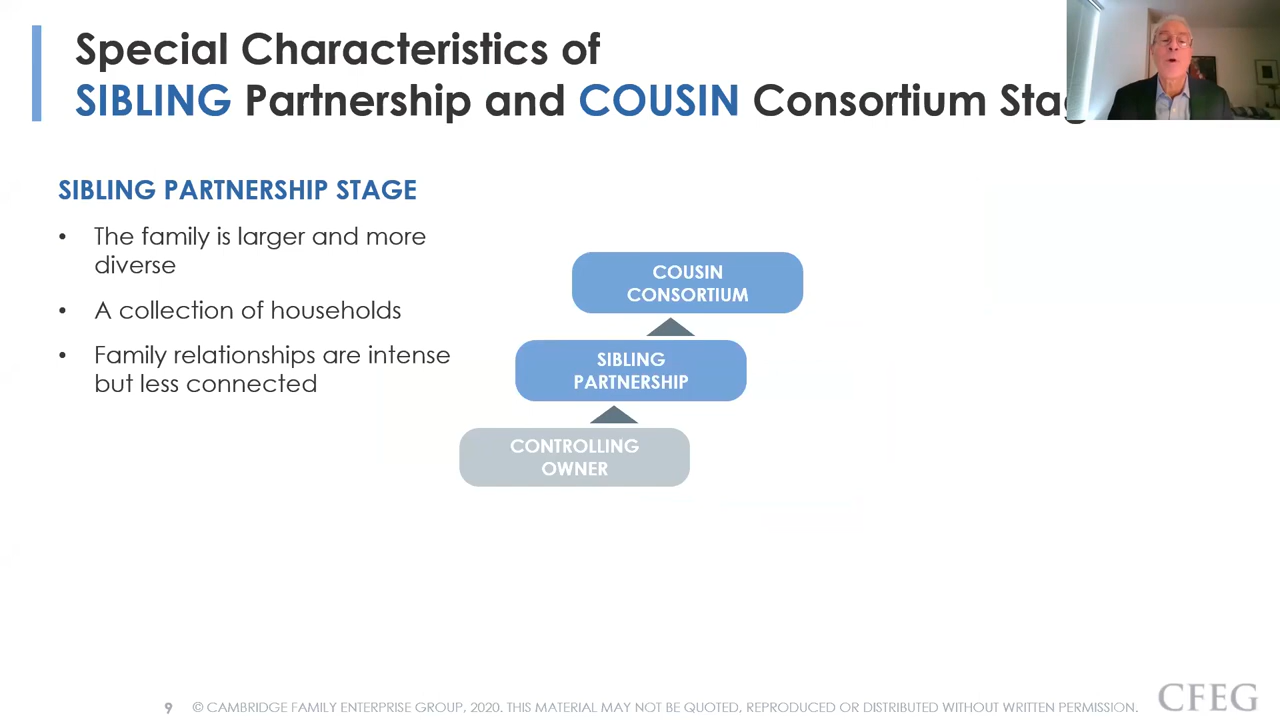 Special Characteristics of
SIBLING Partnership and COUSIN Consortium
SIBLING PARTNERSHIP STAGE
• The family is larger and more
diverse
• A collection of households
• Family relationships are intense
but less connected
COUSIN
CONSORTIUM
SIBLING
PARTNERSHIP
CONTROLLING
OWNER
9 © CAMBRIDGE FAMILY ENTERPRISE GROUP, 2020. THIS MATERIAL MAY NOT BE QUOTED, REPRODUCED OR DISTRIBUTED WITHOUT WRITTEN PERMISSION.
CFEG